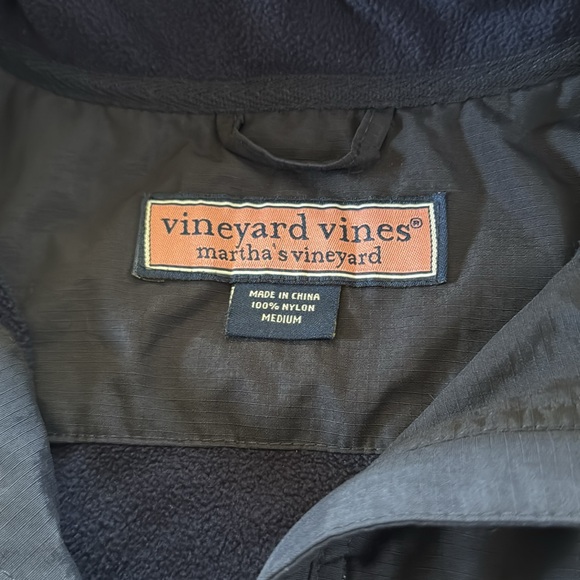 vineyard vines®
martha's vineyard
MADE IN CHINA
100% NYLON
MEDIUM